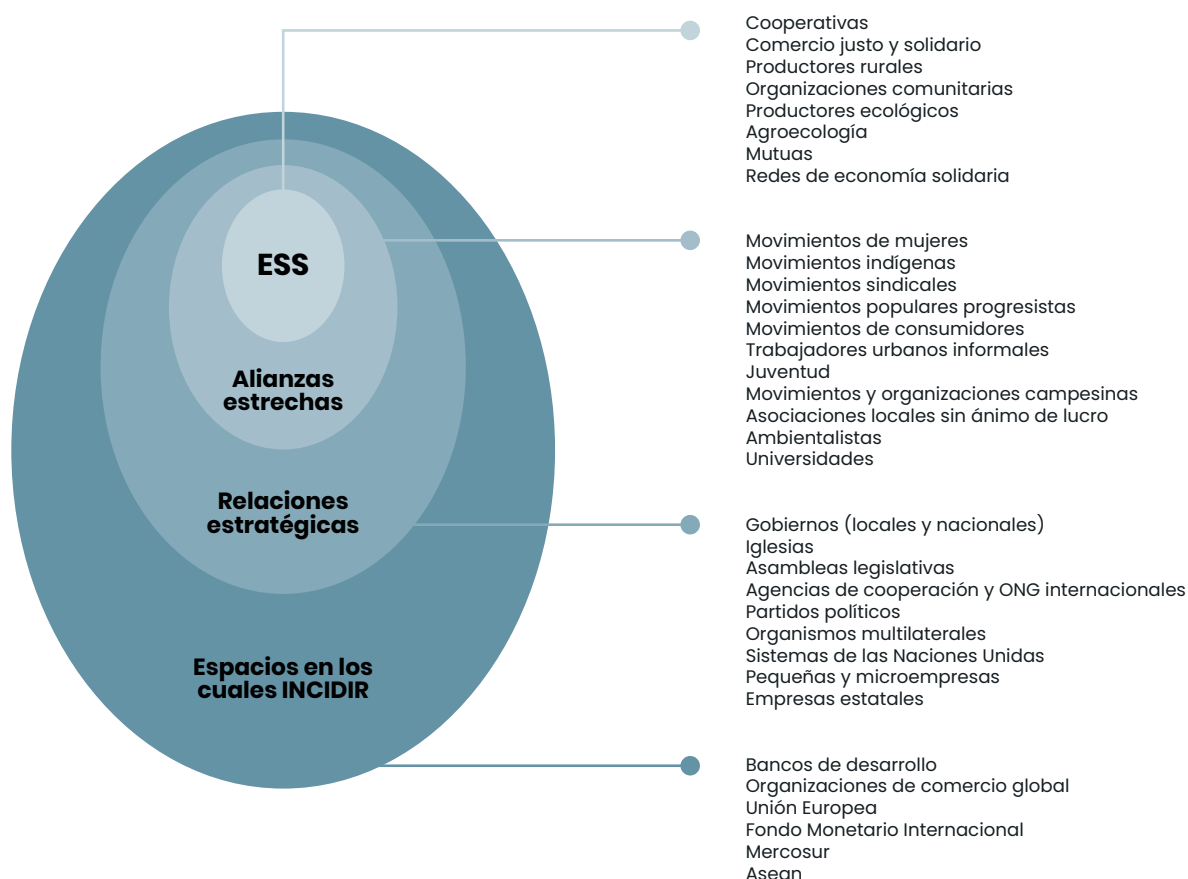 Cooperativas
Comercio justo y solidario
Productores rurales
Organizaciones comunitarias
Productores ecológicos
Agroecología
Mutuas
Redes de economía solidaria
ESS
Movimientos de mujeres
Movimientos indígenas
Movimientos sindicales
Movimientos populares progresistas
Movimientos de consumidores
Trabajadores urbanos informales
Juventud
Movimientos y organizaciones campesinas
Asociaciones locales sin ánimo de lucro
Ambientalistas
Universidades
Alianzas
estrechas
Gobiernos (locales y nacionales)
Iglesias
Asambleas legislativas
Agencias de cooperación y ONG internacionales
Partidos políticos
Organismos multilaterales
Sistemas de las Naciones Unidas
Pequeñas y microempresas
Empresas estatales
Relaciones
estratégicas
Espacios en los
cuales INCIDIR
Bancos de desarrollo
Organizaciones de comercio global
Unión Europea
Fondo Monetario Internacional
Mercosur
Asean